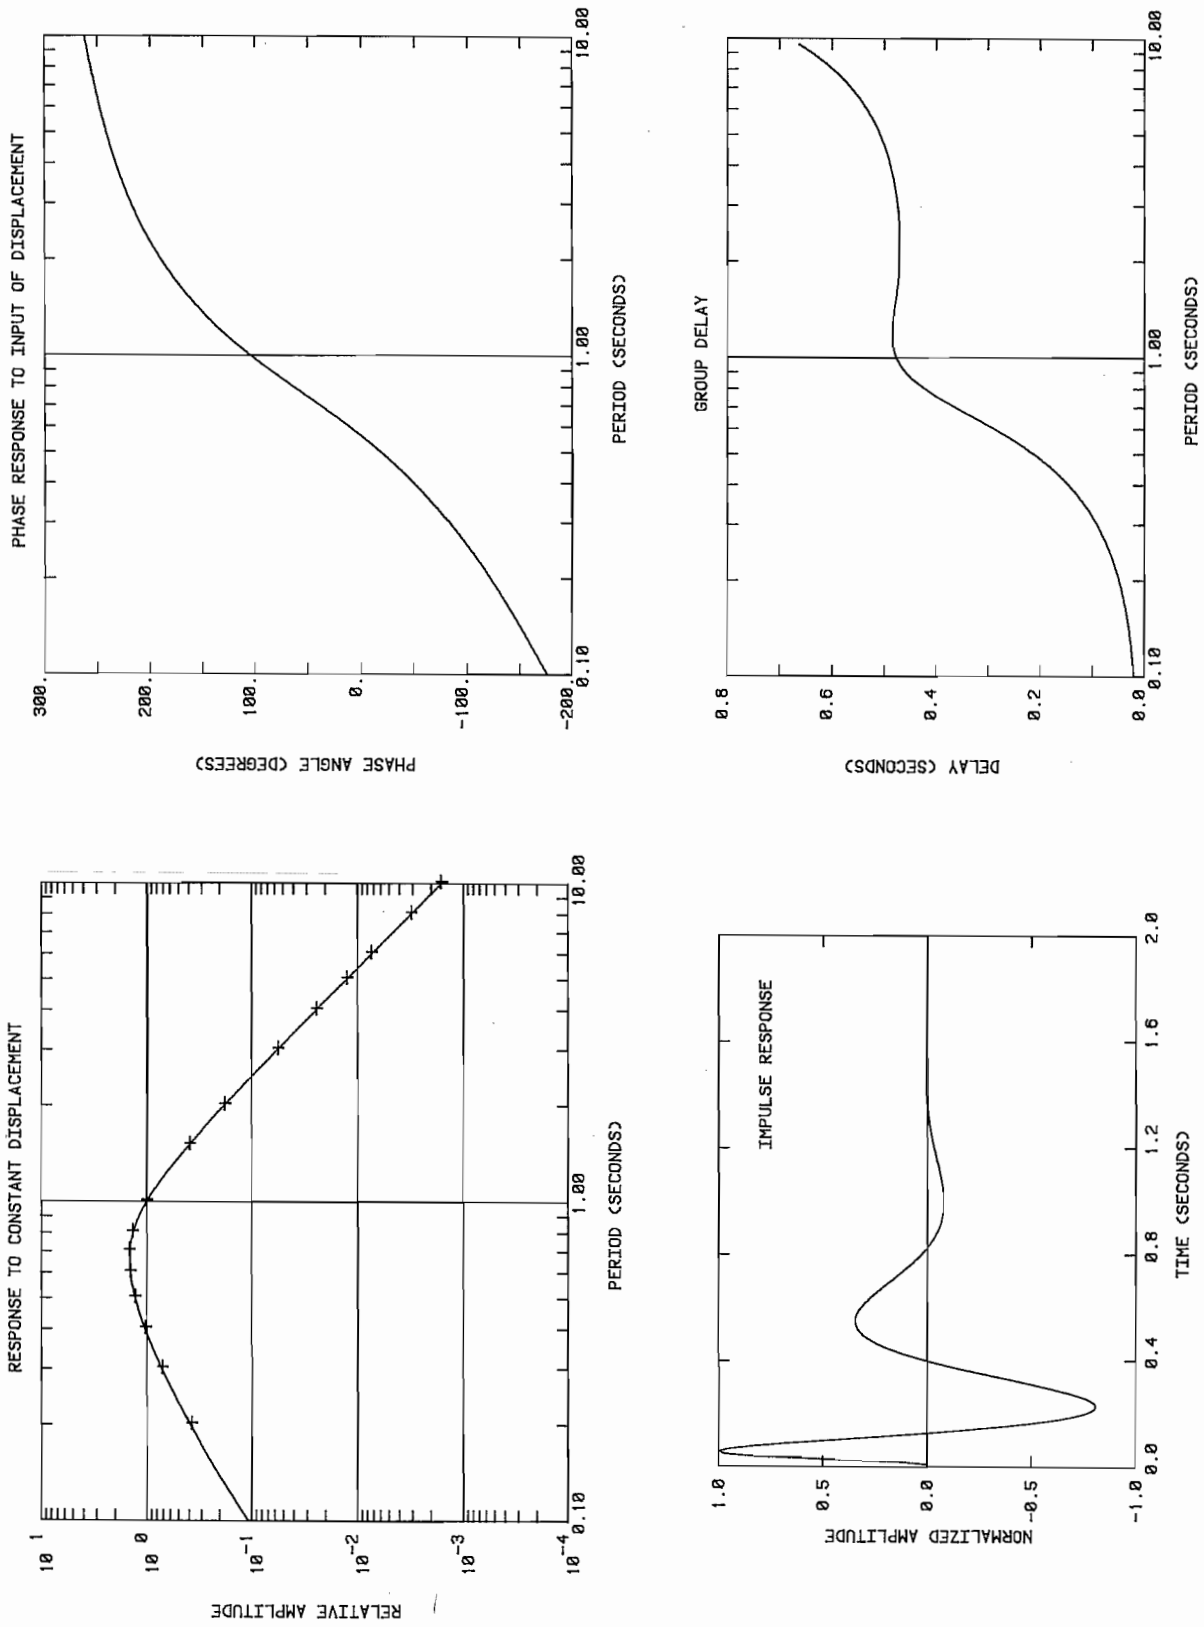 RESPONSE TO CONSTANT DISPLACEMENT
10 1
10 0
10 -1
10 -2
10 -3
10 -4
RELATIVE AMPLITUDE
0.10 1.00 10.00
PERIOD (SECONDS)
PHASE RESPONSE TO INPUT OF DISPLACEMENT
300.
200.
100.
0.
-100.
-200.
PHASE ANGLE (DEGREES)
0.10 1.00 10.00
PERIOD (SECONDS)
IMPULSE RESPONSE
1.0
0.5
0.0
-0.5
-1.0
NORMALIZED AMPLITUDE
0.0 0.4 0.8 1.2 1.6 2.0
TIME (SECONDS)
GROUP DELAY
0.8
0.6
0.4
0.2
0.0
DELAY (SECONDS)
0.10 1.00 10.00
PERIOD (SECONDS)